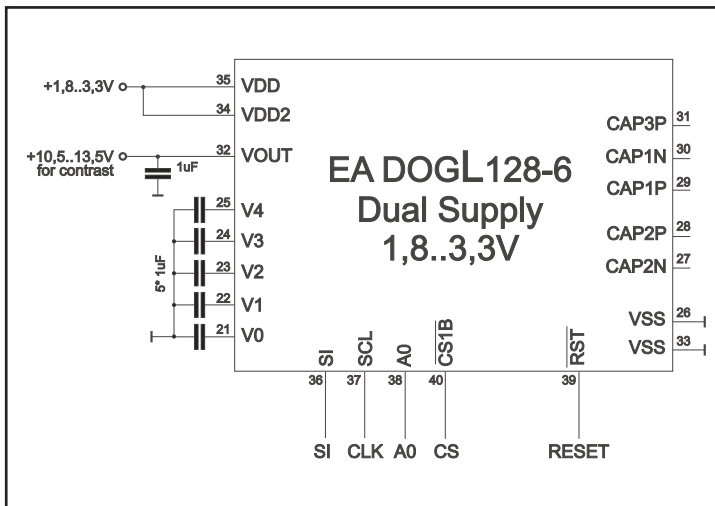 +1,8..3,3V
35 VDD
34 VDD2
+10,5..13,5V
for contrast
32 VOUT
1uF
25 V4
24 V3
23 V2
22 V1
21 V0
5* 1uF
EA DOGL128-6
Dual Supply
1,8..3,3V
CAP3P 31
CAP1N 30
CAP1P 29
CAP2P 28
CAP2N 27
VSS 26
VSS 33
SI SCL A0 CS1B RST
36 37 38 40 39
SI CLK A0 CS RESET